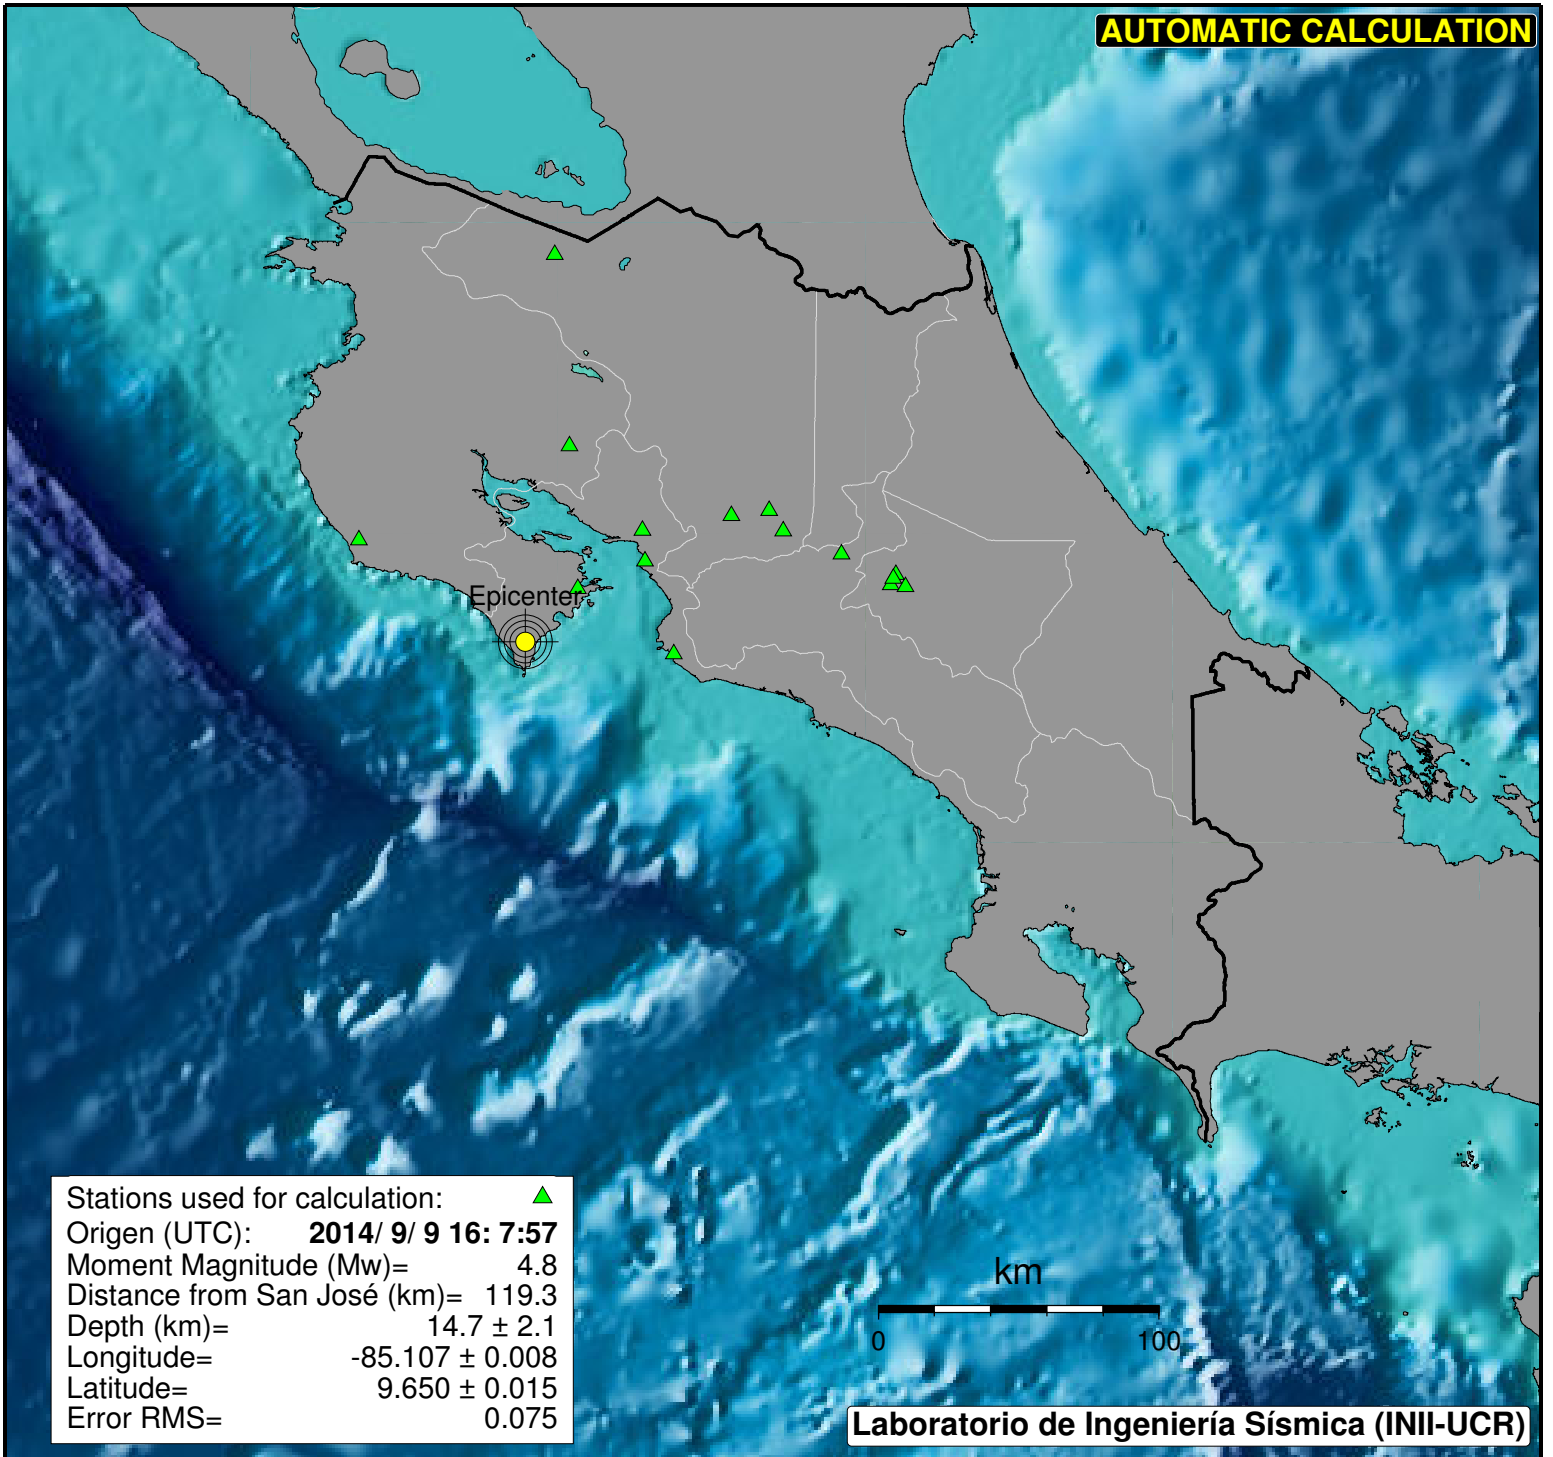 AUTOMATIC CALCULATION
Epicenter
Stations used for calculation:
Origen (UTC): 2014/ 9/ 9 16: 7:57
Moment Magnitude (Mw)= 4.8
Distance from San José (km)= 119.3
Depth (km)= 14.7 ± 2.1
Longitude= -85.107 ± 0.008
Latitude= 9.650 ± 0.015
Error RMS= 0.075
km
0 100
Laboratorio de Ingeniería Sísmica (INII-UCR)